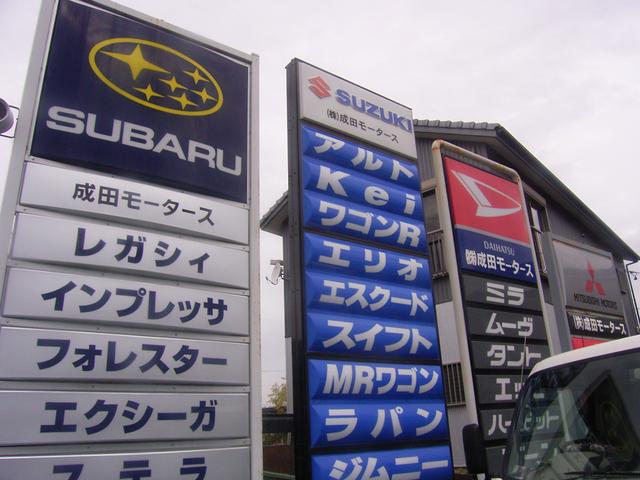 SUBARU
成田モータース
レガシィ
インプレッサ
フォレスター
エクシーガ
ステラ
SUZUKI
(株)成田モータース
アルト
Kei
ワゴンR
エリオ
エスクード
スイフト
MRワゴン
ラパン
ジムニー
DAIHATSU
㈱成田モータース
ミラ
ムーヴ
タント
MITSUBISHI MOTORS
(株)成田モータース